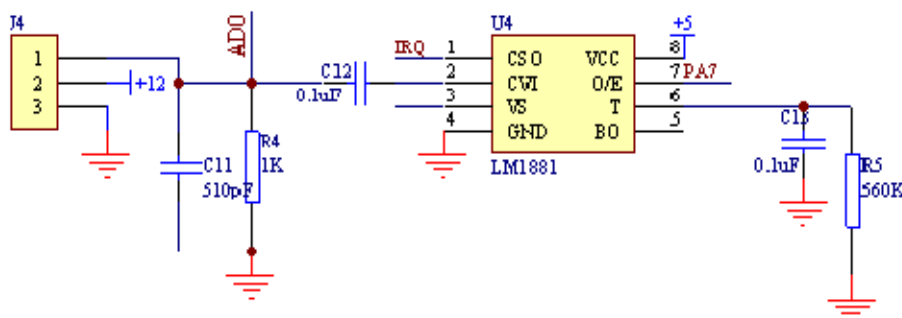 J4
1
2
3
+12
AD0
C11
510pF
R4
1K
C12
0.1uF
IRQ
U4
1
2
3
4
CSO
CWI
VS
GND
VCC
O/E
T
BO
8
7
6
5
LM1881
+5
PA7
C13
0.1uF
R5
560K